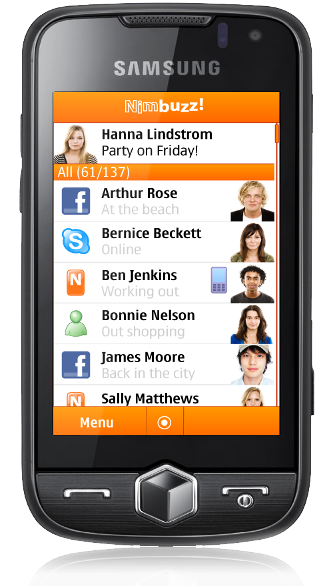 SAMSUNG
Nimbuzz!
Hanna Lindstrom
Party on Friday!
All (61/137)
Arthur Rose
At the beach
Bernice Beckett
Online
Ben Jenkins
Working out
Bonnie Nelson
Out shopping
James Moore
Back in the city
Sally Matthews
Menu